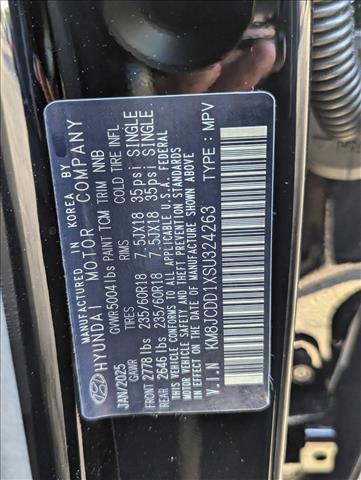 MANUFACTURED IN KOREA BY
HYUNDAI MOTOR COMPANY
JAN/2025 GVWR5004 lbs PAINT TCM TRIM NNB
GAWR TIRES RIMS COLD TIRE INFL
FRONT 2778 lbs 235/60R18 7.5JX18 35psi SINGLE
REAR 2646 lbs 235/60R18 7.5JX18 35psi SINGLE
THIS VEHICLE CONFORMS TO ALL APPLICABLE U.S.A. FEDERAL
MOTOR VEHICLE SAFETY
THEFT PREVENTION STANDARDS IN EFFECT ON THE
DATE OF MANUFACTURE SHOWN ABOVE.
V.I.N KM8JCDD1XSU324263 TYPE : MPV